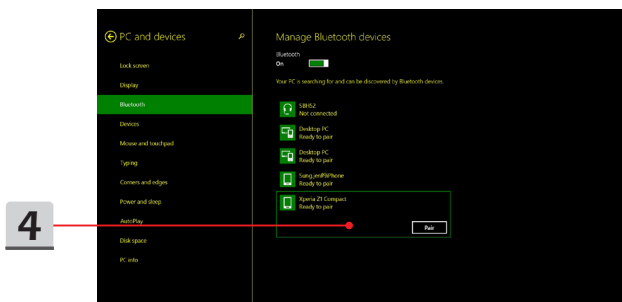 PC and devices
Lock screen
Display
Bluetooth
Devices
Mouse and touchpad
Typing
Corners and edges
Power and sleep
AutoPlay
Disk space
PC info
Manage Bluetooth devices
Bluetooth
On
Your PC is searching for and can be discovered by Bluetooth devices.
SBH52
Not connected
Desktop PC
Ready to pair
Desktop PC
Ready to pair
Ready to pair
Xperia Z1 Compact
Ready to pair
Pair
4